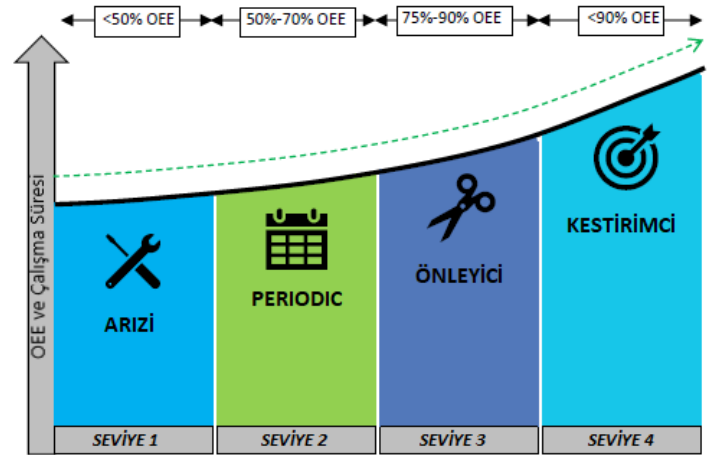 <50% OEE
50%-70% OEE
75%-90% OEE
<90% OEE
OEE ve Çalışma Süresi
ARIZİ
PERIODIC
ÖNLEYİCİ
KESTİRİMCİ
SEVİYE 1
SEVİYE 2
SEVİYE 3
SEVİYE 4